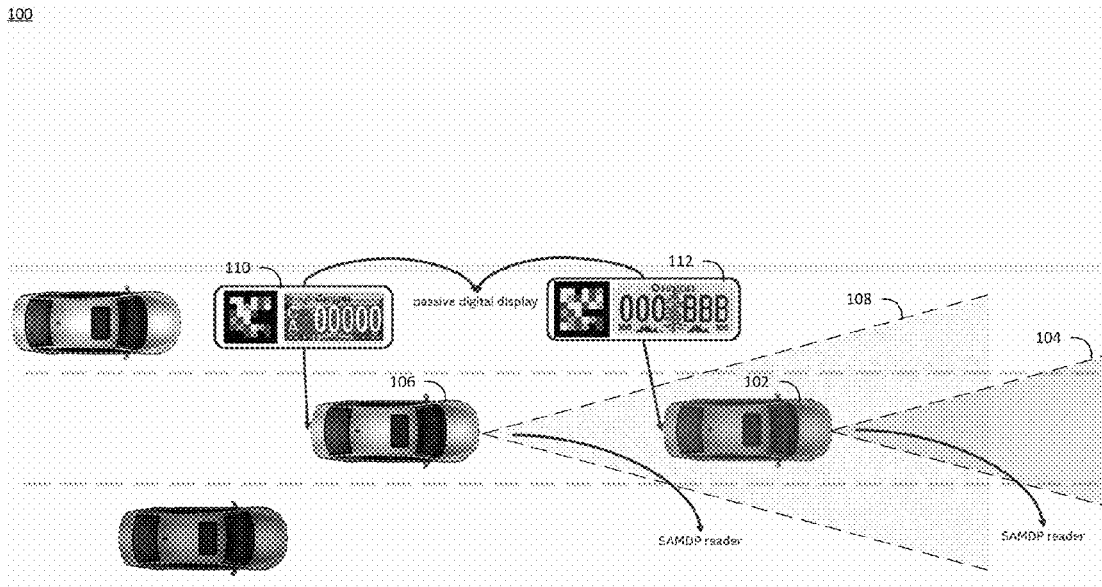 100
110
112
Oregon
000 BBB
00000
passive digital display
108
104
106
102
SAMDP reader
SAMDP reader